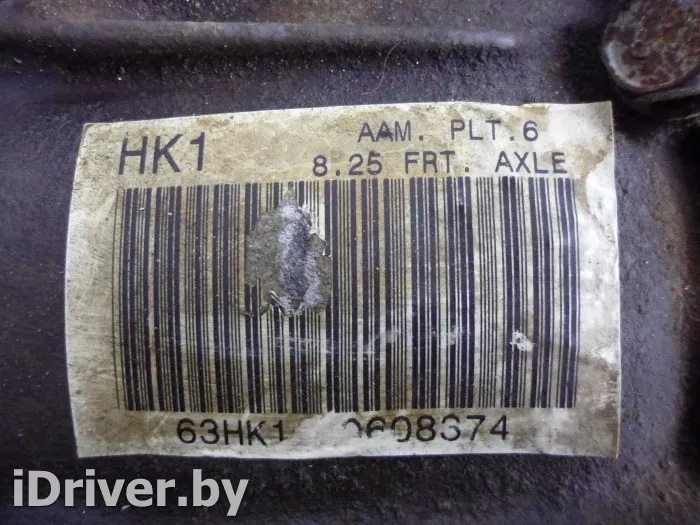 HK1
AAM. PLT.6
8.25 FRT. AXLE
63HK1 0608374
iDriver.by